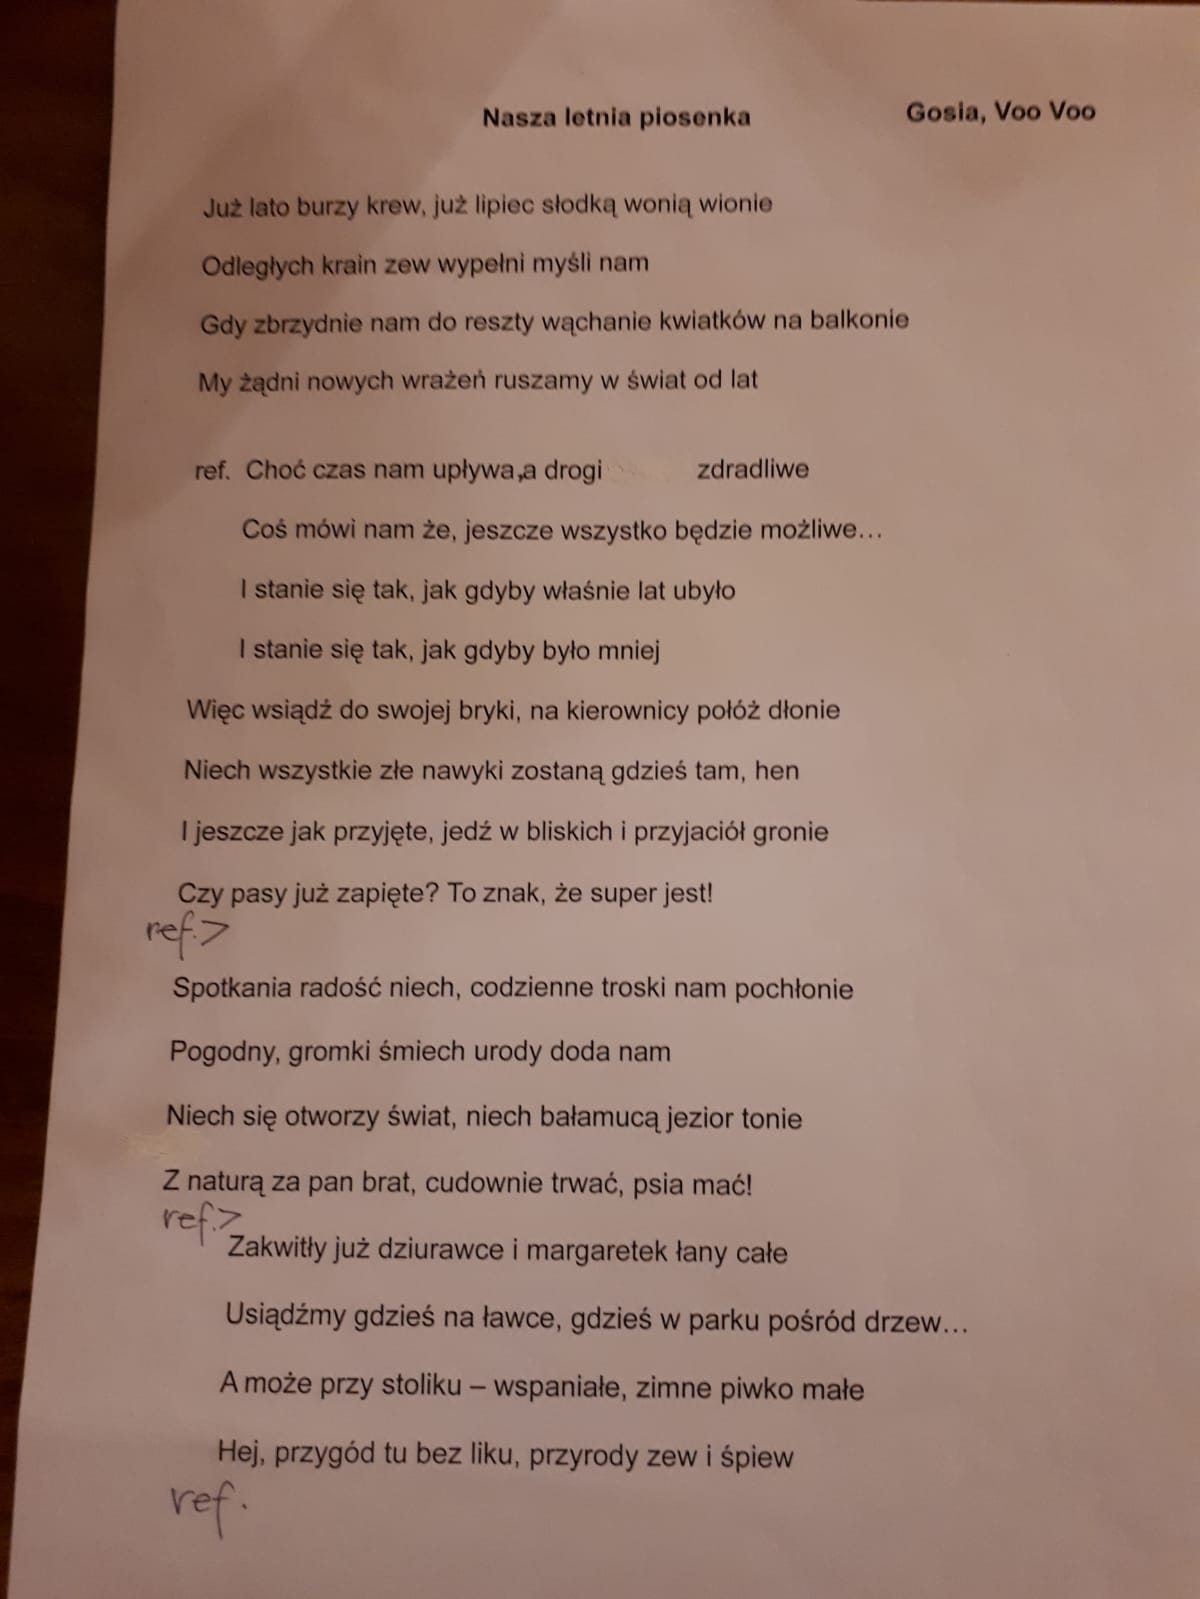 Nasza letnia piosenka Gosia, Voo Voo
Już lato burzy krew, już lipiec słodką wonią wionie
Odległych krain zew wypełni myśli nam
Gdy zbrzydnie nam do reszty wąchanie kwiatków na balkonie
My żądni nowych wrażeń ruszamy w świat od lat
ref. Choć czas nam upływa,a drogi zdradliwe
Coś mówi nam że, jeszcze wszystko będzie możliwe...
I stanie się tak, jak gdyby właśnie lat ubyło
I stanie się tak, jak gdyby było mniej
Więc wsiądź do swojej bryki, na kierownicy połóż dłonie
Niech wszystkie złe nawyki zostaną gdzieś tam, hen
I jeszcze jak przyjęte, jedź w bliskich i przyjaciół gronie
Czy pasy już zapięte? To znak, że super jest!
ref.>
Spotkania radość niech, codzienne troski nam pochłonie
Pogodny, gromki śmiech urody doda nam
Niech się otworzy świat, niech bałamucą jezior tonie
Z naturą za pan brat, cudownie trwać, psia mać!
ref.>
Zakwitły już dziurawce i margaretek łany całe
Usiądźmy gdzieś na ławce, gdzieś w parku pośród drzew...
A może przy stoliku – wspaniałe, zimne piwko małe
Hej, przygód tu bez liku, przyrody zew i śpiew
ref.